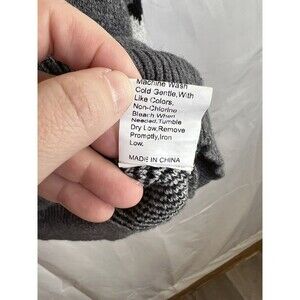 Machine Wash
Cold Gentle,With
Like Colors,
Non-Chlorine
Bleach When
Needed,Tumble
Dry Low,Remove
Promptly,Iron
Low.
MADE IN CHINA